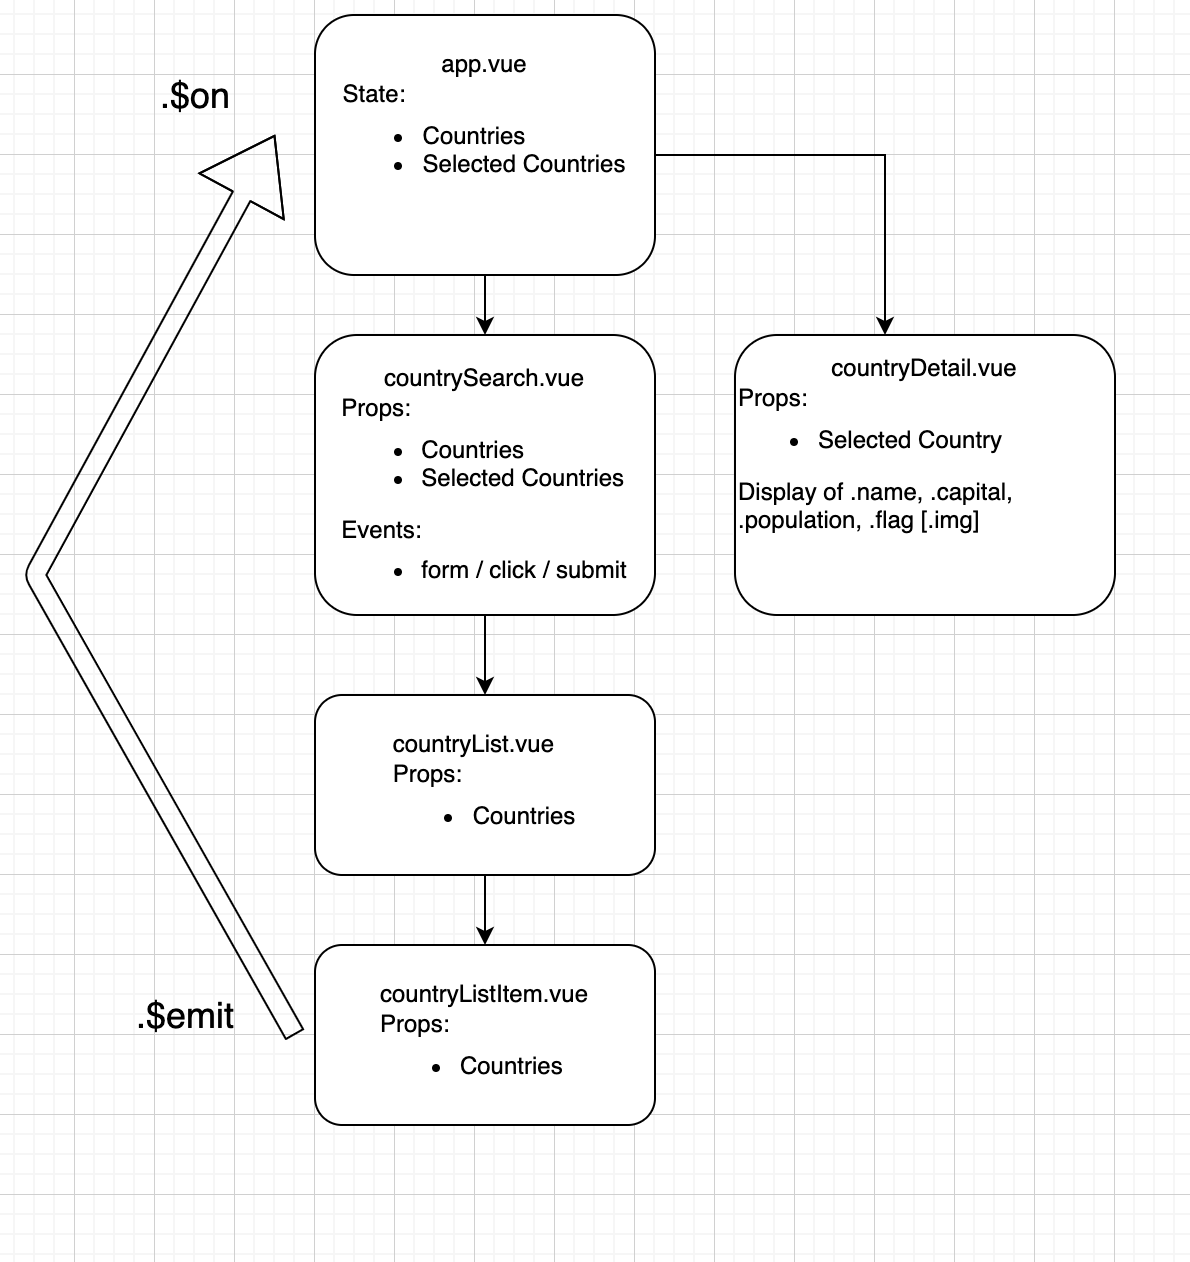 app.vue
.$on
State:
• Countries
• Selected Countries
countrySearch.vue
Props:
• Countries
• Selected Countries
Events:
• form / click / submit
countryDetail.vue
Props:
• Selected Country
Display of .name, .capital,
.population, .flag [.img]
countryList.vue
Props:
• Countries
countryListItem.vue
.$emit
Props:
• Countries